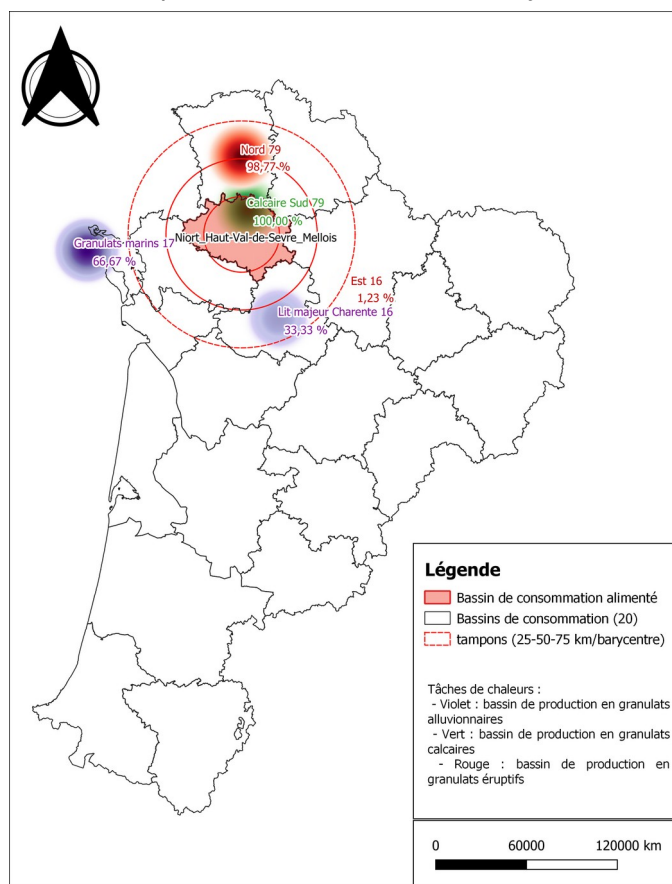 Nord 79
98,77 %
Calcaire Sud 79
100,00 %
Niort_Haut-Val-de-Sevre_Mellois
Granulats marins 17
66,67 %
Est 16
1,23 %
Lit majeur Charente 16
33,33 %
Légende
Bassin de consommation alimenté
Bassins de consommation (20)
tampons (25-50-75 km/barycentre)
Tâches de chaleurs :
- Violet : bassin de production en granulats
alluvionnaires
- Vert : bassin de production en granulats
calcaires
- Rouge : bassin de production en
granulats éruptifs
0 60000 120000 km